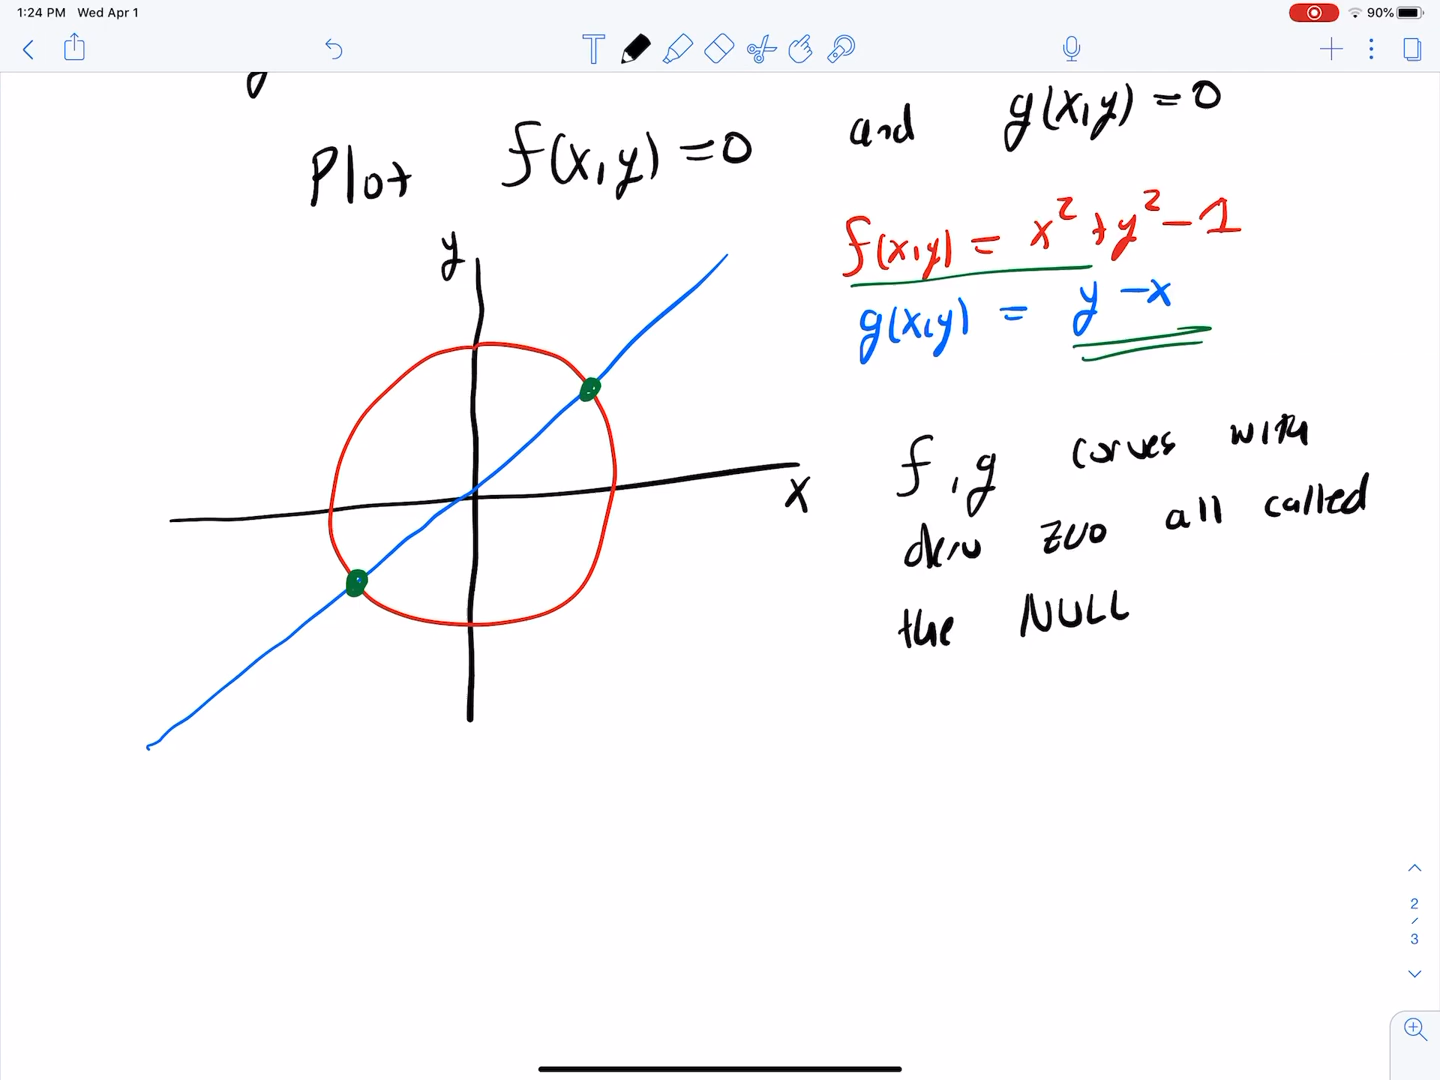 1:24 PM Wed Apr 1
90%
T
Plot f(x,y) = 0 and g(x,y) = 0
f(x,y) = x² + y² - 1
g(x,y) = y - x
y
x
f, g curves with
deriv zero all called
the NULL
2
/
3